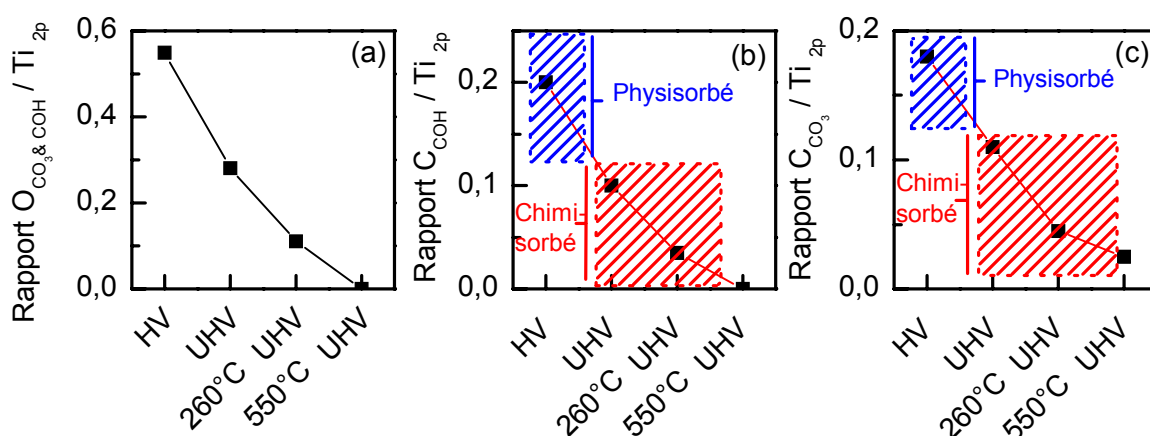 Rapport O CO3& COH / Ti 2p
0,6
0,4
0,2
0,0
(a)
HV
UHV
260°C UHV
550°C UHV
Rapport C COH / Ti 2p
0,2
0,1
0,0
(b)
Physisorbé
Chimi-
sorbé
HV
UHV
260°C UHV
550°C UHV
Rapport C CO3 / Ti 2p
0,2
0,1
0,0
(c)
Physisorbé
Chimi-
sorbé
HV
UHV
260°C UHV
550°C UHV